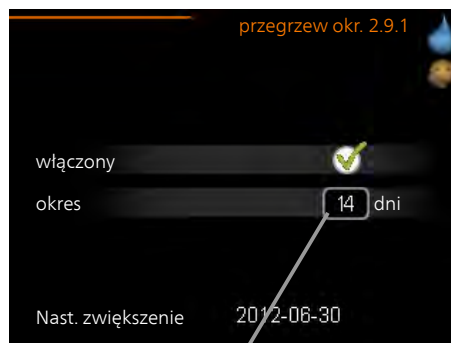 przegrzew okr. 2.9.1
włączony
okres 14 dni
Nast. zwiększenie 2012-06-30